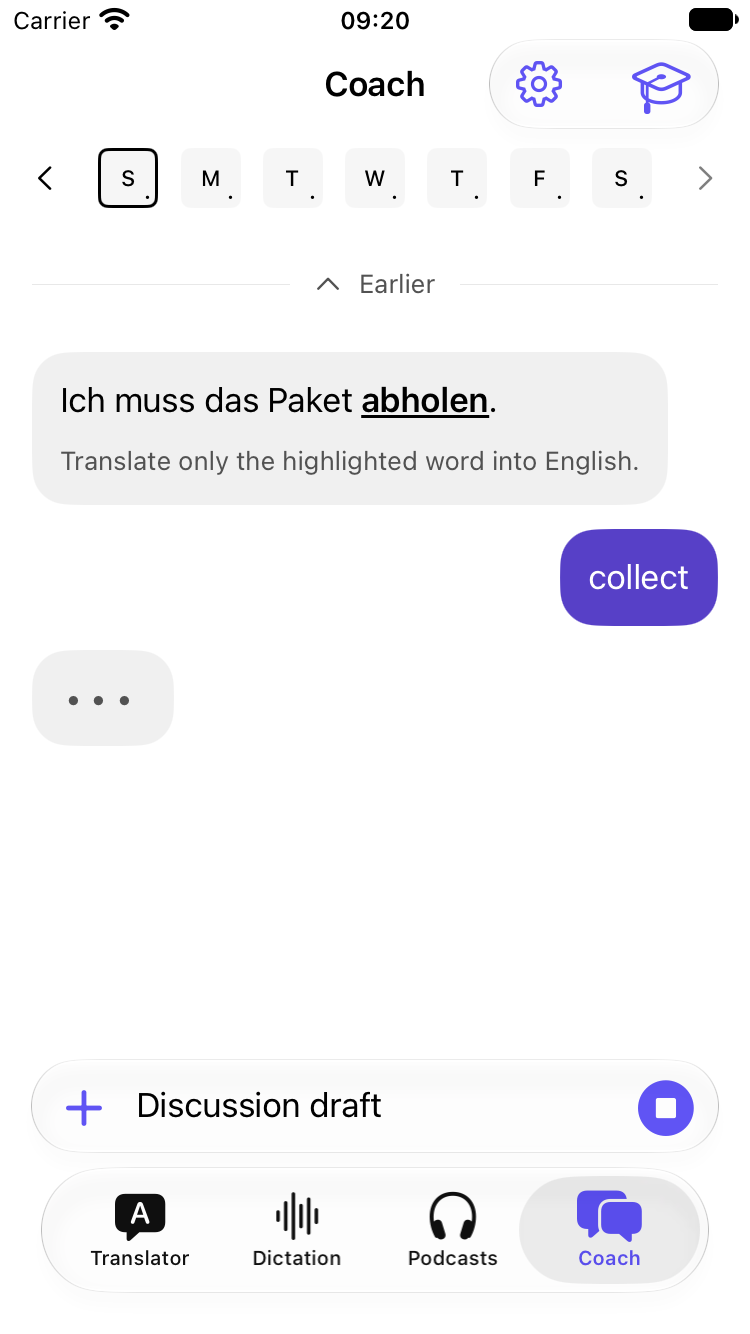 Carrier 09:20
Coach
S M T W T F S
Earlier
Ich muss das Paket abholen.
Translate only the highlighted word into English.
collect
Discussion draft
A
Translator Dictation Podcasts Coach